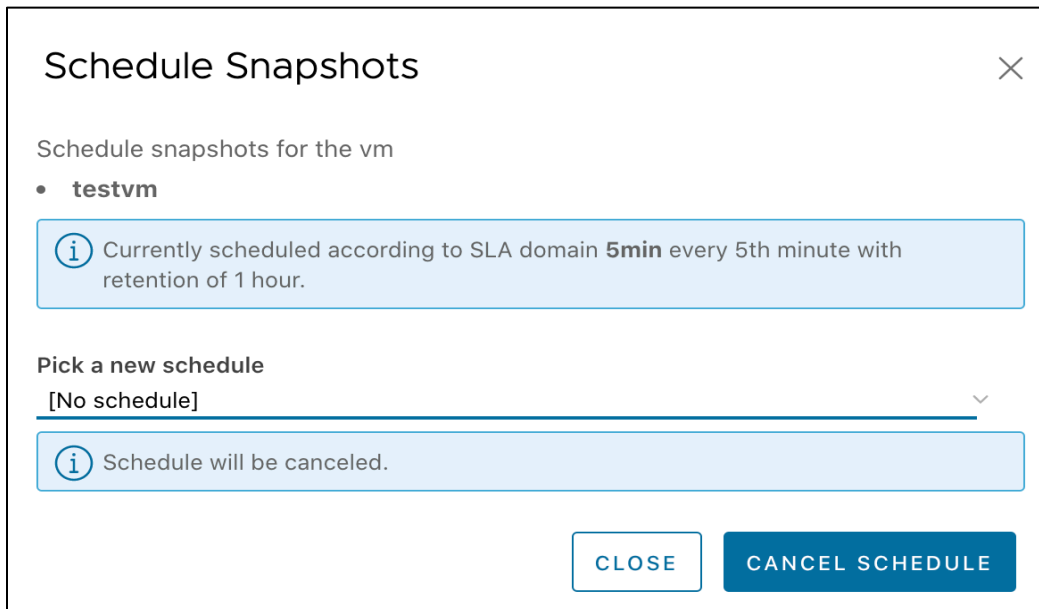 Schedule Snapshots
Schedule snapshots for the vm
• testvm
Currently scheduled according to SLA domain 5min every 5th minute with
retention of 1 hour.
Pick a new schedule
[No schedule]
Schedule will be canceled.
CLOSE
CANCEL SCHEDULE